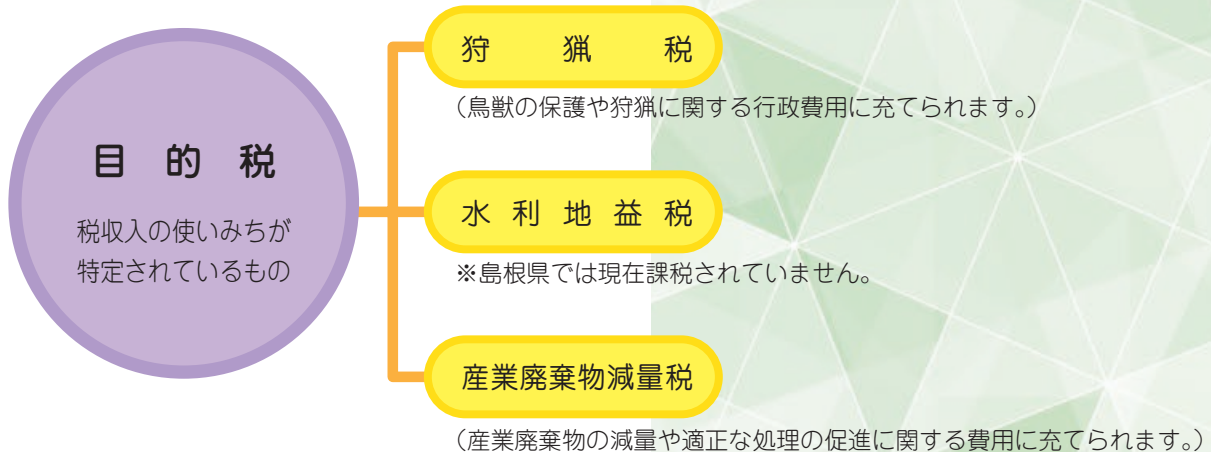 目的税
税収入の使いみちが
特定されているもの
狩猟税
（鳥獣の保護や狩猟に関する行政費用に充てられます。）
水利地益税
※島根県では現在課税されていません。
産業廃棄物減量税
（産業廃棄物の減量や適正な処理の促進に関する費用に充てられます。）